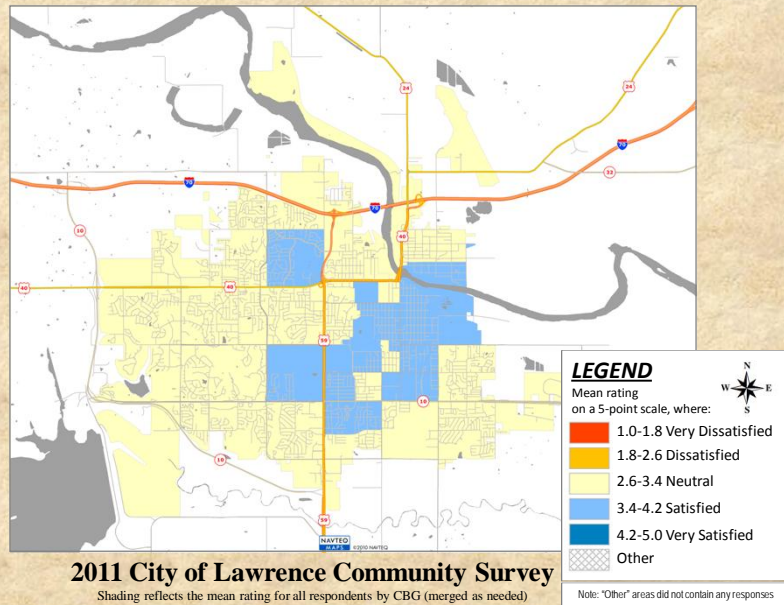 24
24
70
32
70
10
70
40
40
40
59
10
10
59
NAVTEQ
MAPS ©2010 NAVTEQ
LEGEND
Mean rating
on a 5-point scale, where:
N
W E
S
1.0-1.8 Very Dissatisfied
1.8-2.6 Dissatisfied
2.6-3.4 Neutral
3.4-4.2 Satisfied
4.2-5.0 Very Satisfied
Other
2011 City of Lawrence Community Survey
Shading reflects the mean rating for all respondents by CBG (merged as needed)
Note: "Other" areas did not contain any responses